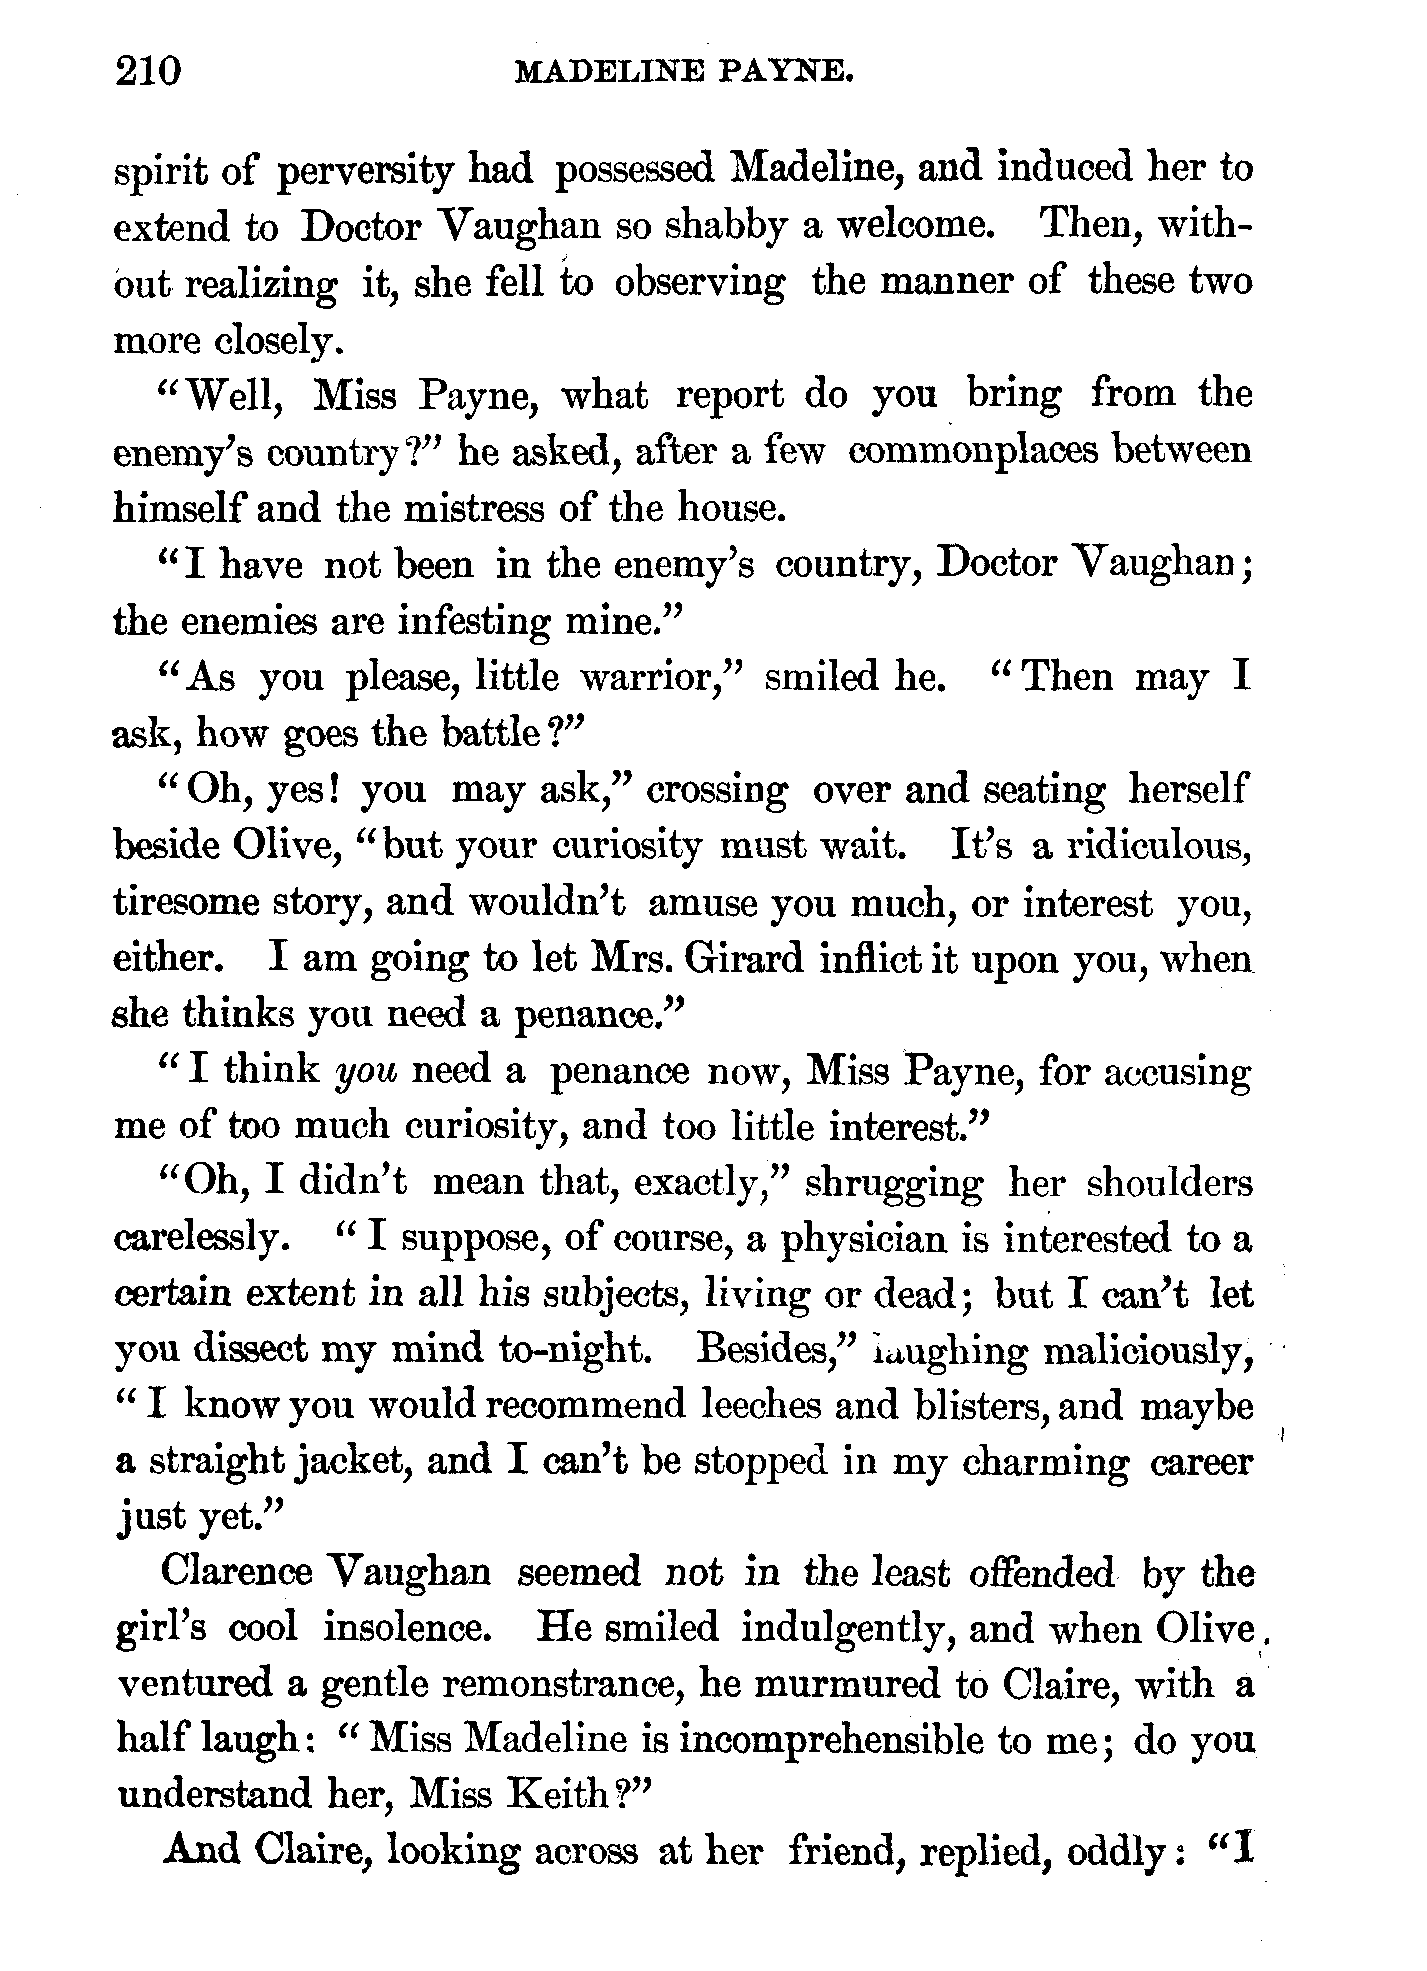 210 MADELINE PAYNE.
spirit of perversity had possessed Madeline, and induced her to
extend to Doctor Vaughan so shabby a welcome. Then, with-
out realizing it, she fell to observing the manner of these two
more closely.
“Well, Miss Payne, what report do you bring from the
enemy’s country?” he asked, after a few commonplaces between
himself and the mistress of the house.
“I have not been in the enemy’s country, Doctor Vaughan;
the enemies are infesting mine.”
“As you please, little warrior,” smiled he. “Then may I
ask, how goes the battle?”
“Oh, yes! you may ask,” crossing over and seating herself
beside Olive, “but your curiosity must wait. It’s a ridiculous,
tiresome story, and wouldn’t amuse you much, or interest you,
either. I am going to let Mrs. Girard inflict it upon you, when
she thinks you need a penance.”
“I think you need a penance now, Miss Payne, for accusing
me of too much curiosity, and too little interest.”
“Oh, I didn’t mean that, exactly,” shrugging her shoulders
carelessly. “I suppose, of course, a physician is interested to a
certain extent in all his subjects, living or dead; but I can’t let
you dissect my mind to-night. Besides,” laughing maliciously,
“I know you would recommend leeches and blisters, and maybe
a straight jacket, and I can’t be stopped in my charming career
just yet.”
Clarence Vaughan seemed not in the least offended by the
girl’s cool insolence. He smiled indulgently, and when Olive
ventured a gentle remonstrance, he murmured to Claire, with a
half laugh: “Miss Madeline is incomprehensible to me; do you
understand her, Miss Keith?”
And Claire, looking across at her friend, replied, oddly: “I